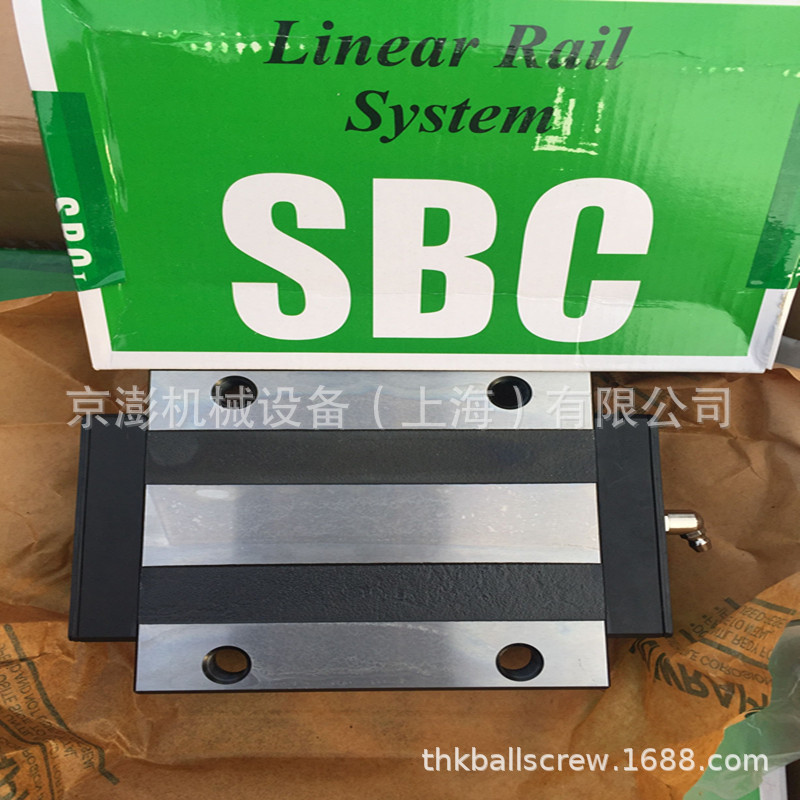 Linear Rail
System
SBC
SBC
京澎机械设备（上海）有限公司
thkballscrew.1688.com